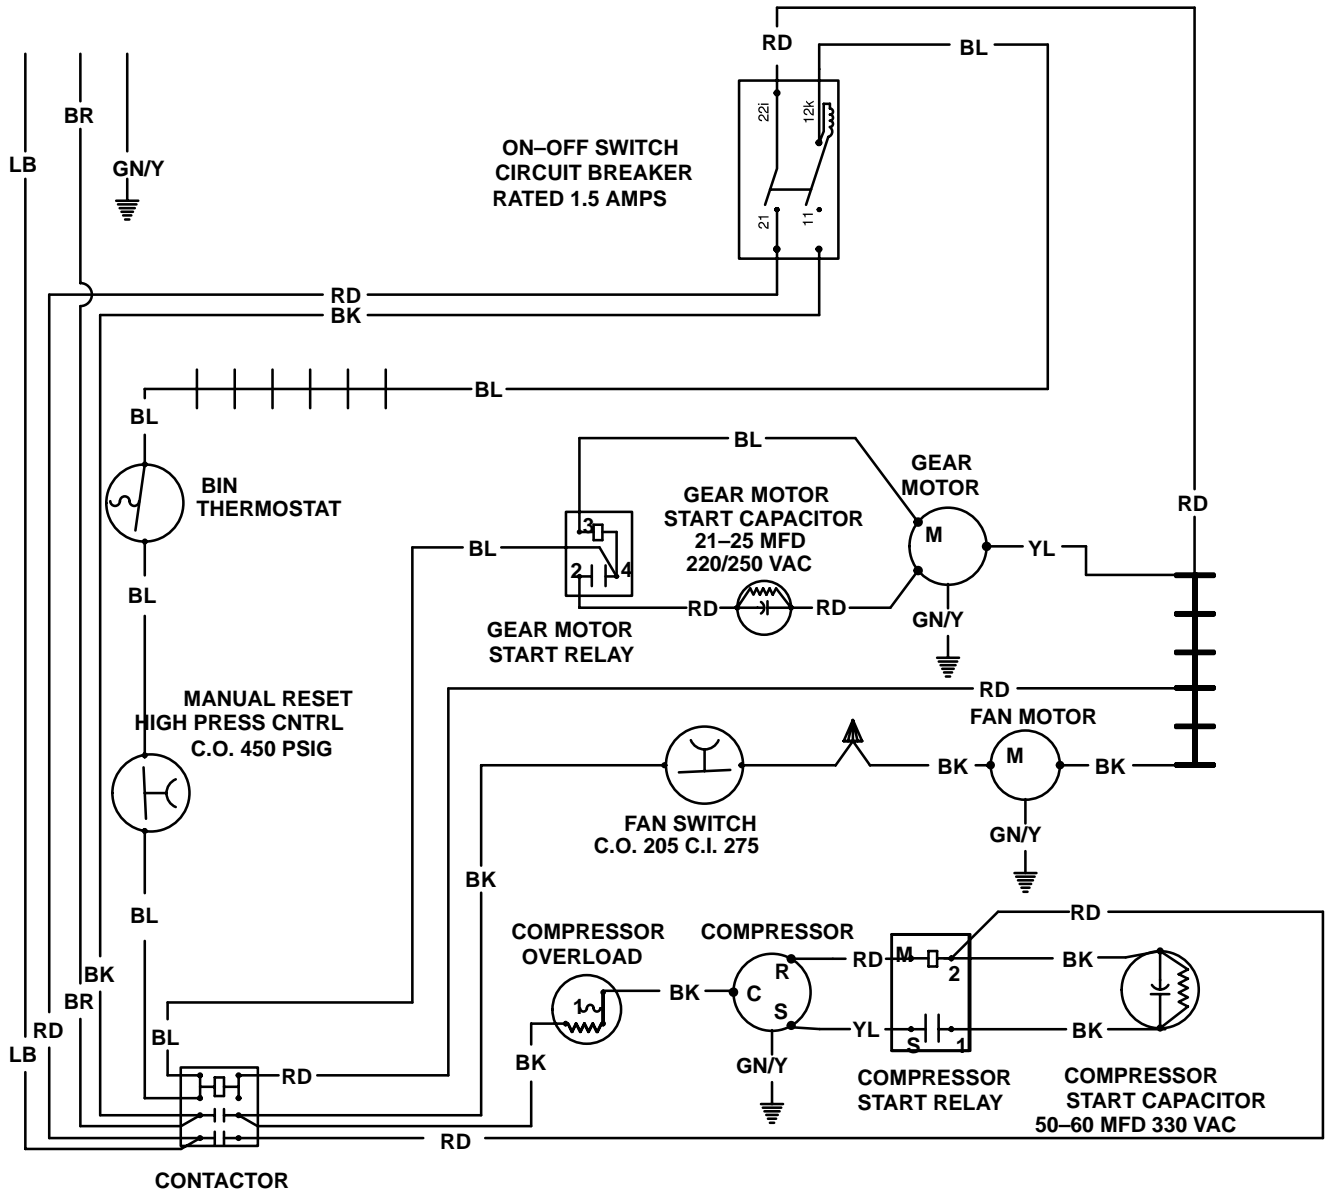 RD
BL
BR
LB
GN/Y
22i
12k
21
11
ON–OFF SWITCH
CIRCUIT BREAKER
RATED 1.5 AMPS
RD
BK
BL
BL
BIN
THERMOSTAT
BL
BL
GEAR
MOTOR
M
GEAR MOTOR
START CAPACITOR
21–25 MFD
220/250 VAC
RD
3
BL
2
4
YL
RD
RD
GN/Y
GEAR MOTOR
START RELAY
BL
MANUAL RESET
HIGH PRESS CNTRL
C.O. 450 PSIG
RD
FAN MOTOR
M
BK
BK
FAN SWITCH
C.O. 205 C.I. 275
GN/Y
BK
BL
COMPRESSOR
OVERLOAD
1
COMPRESSOR
R
C
S
RD
M
2
RD
BK
BK
BK
BR
RD
LB
BL
YL
S
1
BK
BK
GN/Y
RD
COMPRESSOR
START RELAY
COMPRESSOR
START CAPACITOR
50–60 MFD 330 VAC
RD
CONTACTOR